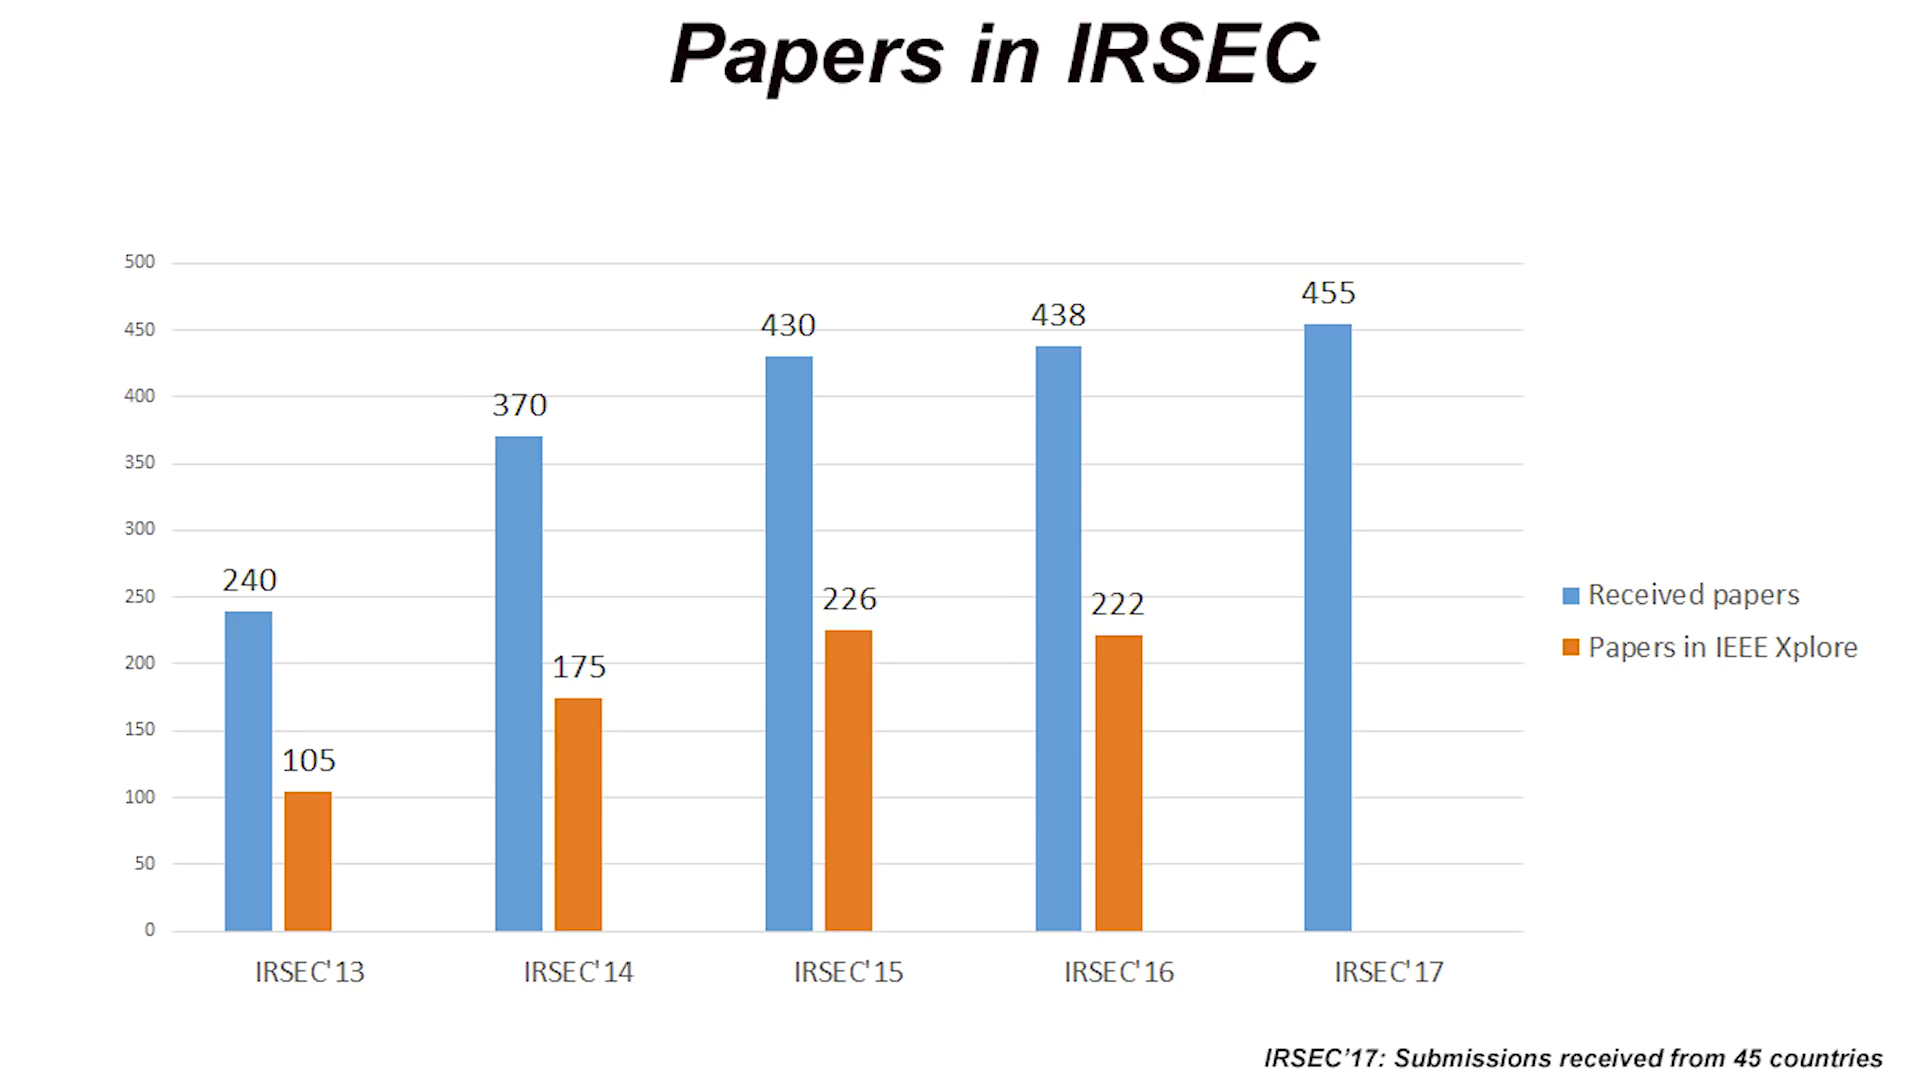 Papers in IRSEC
500
450
400
350
300
250
200
150
100
50
0
240
105
370
175
430
226
438
222
455
IRSEC'13
IRSEC'14
IRSEC'15
IRSEC'16
IRSEC'17
Received papers
Papers in IEEE Xplore
IRSEC’17: Submissions received from 45 countries